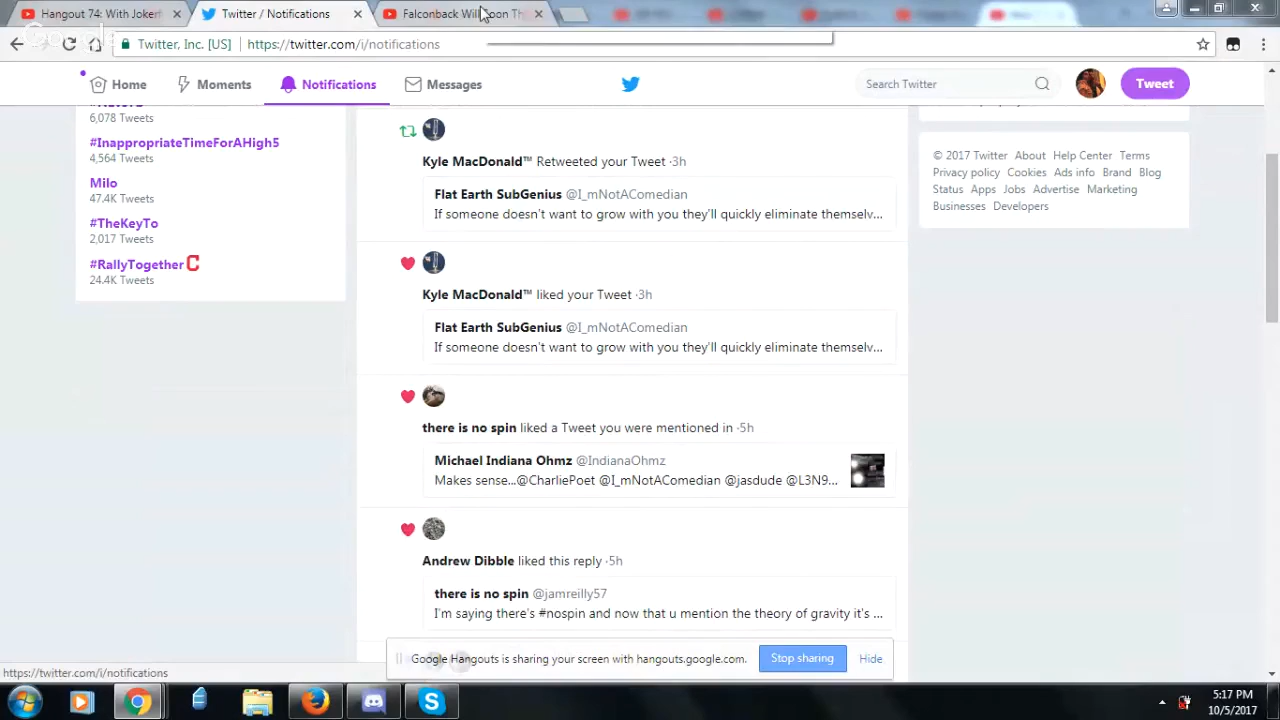 Hangout 74: With Joker
Twitter / Notifications
Falconback Wil on Th
Twitter, Inc. [US]
https://twitter.com/i/notifications
Home
Moments
Notifications
Messages
Search Twitter
Tweet
6,078 Tweets
#InappropriateTimeForAHigh5
4,564 Tweets
Milo
47.4K Tweets
#TheKeyTo
2,017 Tweets
#RallyTogether
24.4K Tweets
Kyle MacDonald™ Retweeted your Tweet ·3h
Flat Earth SubGenius @I_mNotAComedian
If someone doesn't want to grow with you they'll quickly eliminate themselv...
Kyle MacDonald™ liked your Tweet ·3h
Flat Earth SubGenius @I_mNotAComedian
If someone doesn't want to grow with you they'll quickly eliminate themselv...
there is no spin liked a Tweet you were mentioned in ·5h
Michael Indiana Ohmz @IndianaOhmz
Makes sense...@CharliePoet @I_mNotAComedian @jasdude @L3N9...
Andrew Dibble liked this reply ·5h
there is no spin @jamreilly57
I'm saying there's #nospin and now that u mention the theory of gravity it's ...
© 2017 Twitter About Help Center Terms
Privacy policy Cookies Ads info Brand Blog
Status Apps Jobs Advertise Marketing
Businesses Developers
Google Hangouts is sharing your screen with hangouts.google.com.
Stop sharing
Hide
https://twitter.com/i/notifications
5:17 PM
10/5/2017